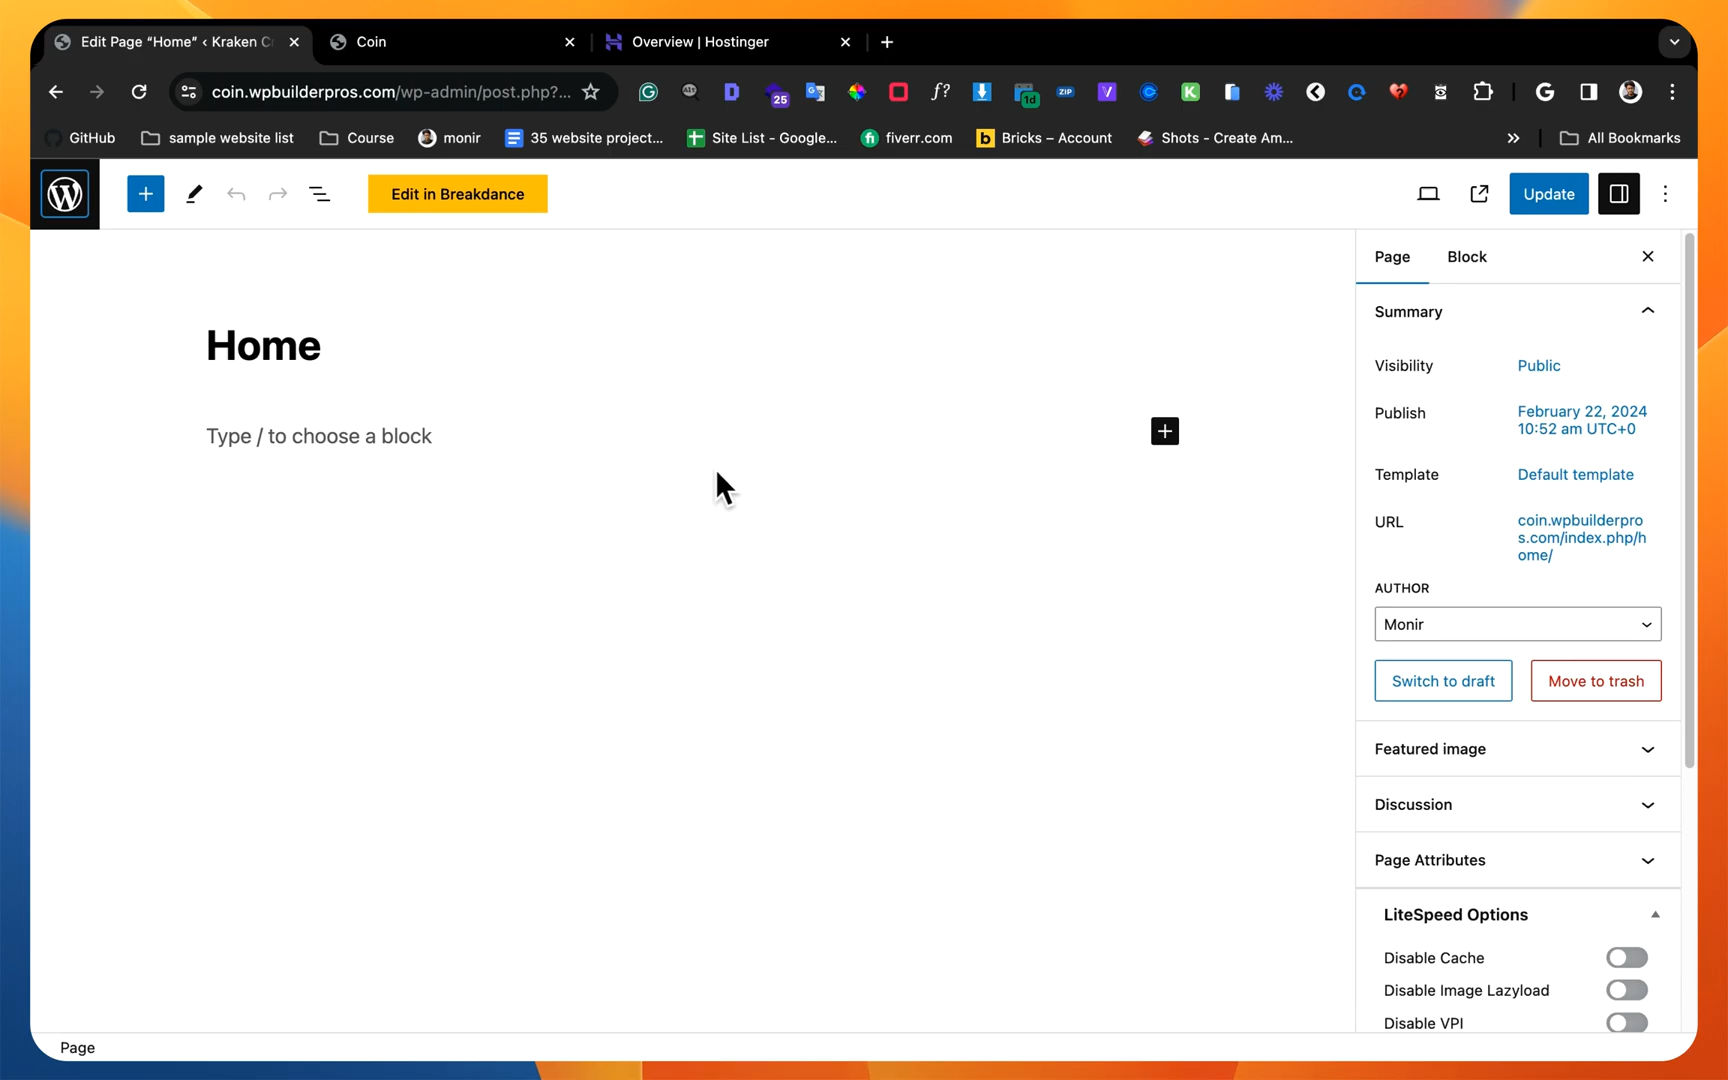 Edit Page “Home” ‹ Kraken Cr
Coin
Overview | Hostinger
coin.wpbuilderpros.com/wp-admin/post.php?...
25
1d
ZIP
f?
GitHub
sample website list
Course
monir
35 website project...
Site List - Google...
fiverr.com
Bricks – Account
Shots - Create Am...
All Bookmarks
Edit in Breakdance
Update
Page
Block
Home
Type / to choose a block
Summary
Visibility
Public
Publish
February 22, 2024
10:52 am UTC+0
Template
Default template
URL
coin.wpbuilderpro
s.com/index.php/h
ome/
AUTHOR
Monir
Switch to draft
Move to trash
Featured image
Discussion
Page Attributes
LiteSpeed Options
Disable Cache
Disable Image Lazyload
Disable VPI
Page